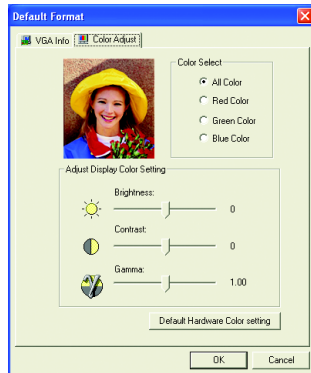 Default Format
VGA Info Color Adjust
Color Select
All Color
Red Color
Green Color
Blue Color
Adjust Display Color Setting
Brightness:
0
Contrast:
0
Gamma:
1.00
Default Hardware Color setting
OK Cancel